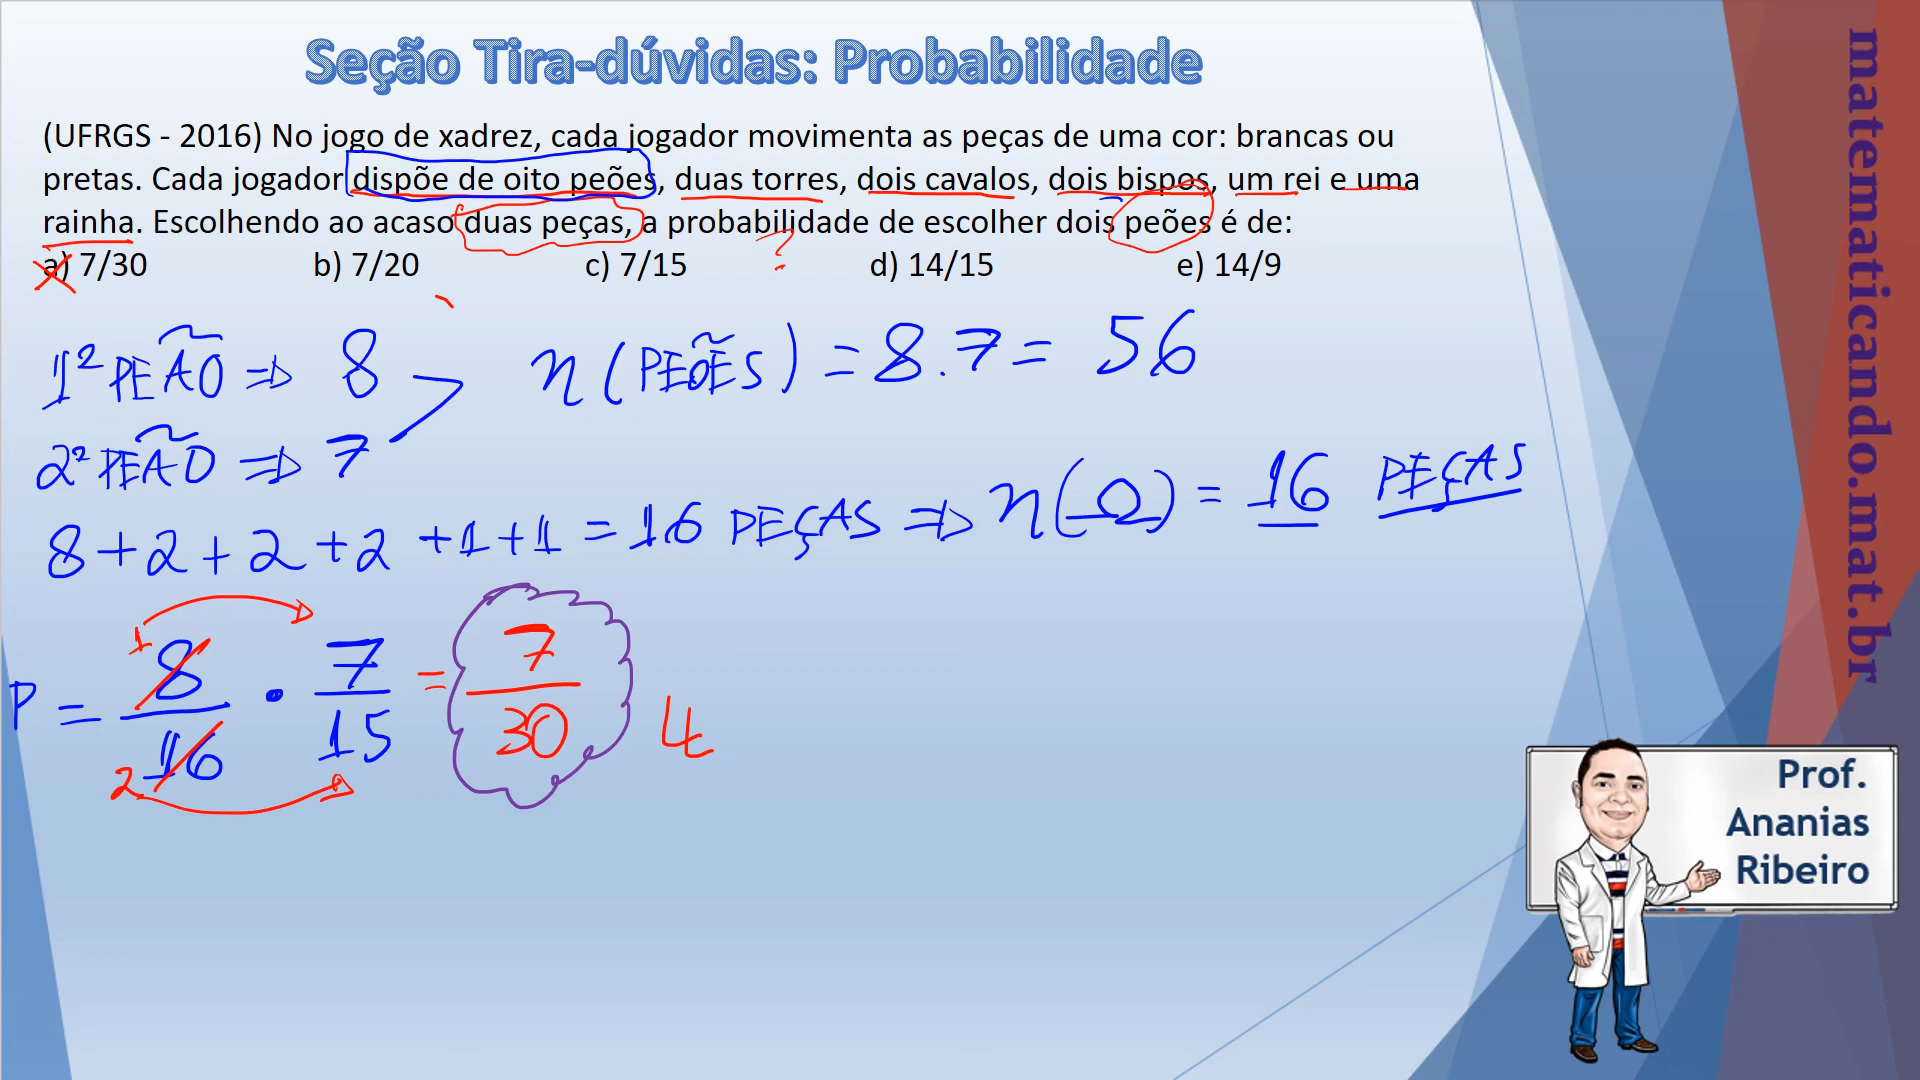 Seção Tira-dúvidas: Probabilidade
(UFRGS - 2016) No jogo de xadrez, cada jogador movimenta as peças de uma cor: brancas ou
pretas. Cada jogador dispõe de oito peões, duas torres, dois cavalos, dois bispos, um rei e uma
rainha. Escolhendo ao acaso duas peças, a probabilidade de escolher dois peões é de:
?
a) 7/30 b) 7/20 c) 7/15 d) 14/15 e) 14/9
1º PEÃO ⇒ 8
n(PEÕES) = 8.7 = 56
2º PEÃO ⇒ 7
8+2+2+2+1+1 = 16 PEÇAS ⇒ n(Ω) = 16 PEÇAS
P = 8/16 · 7/15 = 7/30
1
2
matematicando.mat.br
Prof.
Ananias
Ribeiro